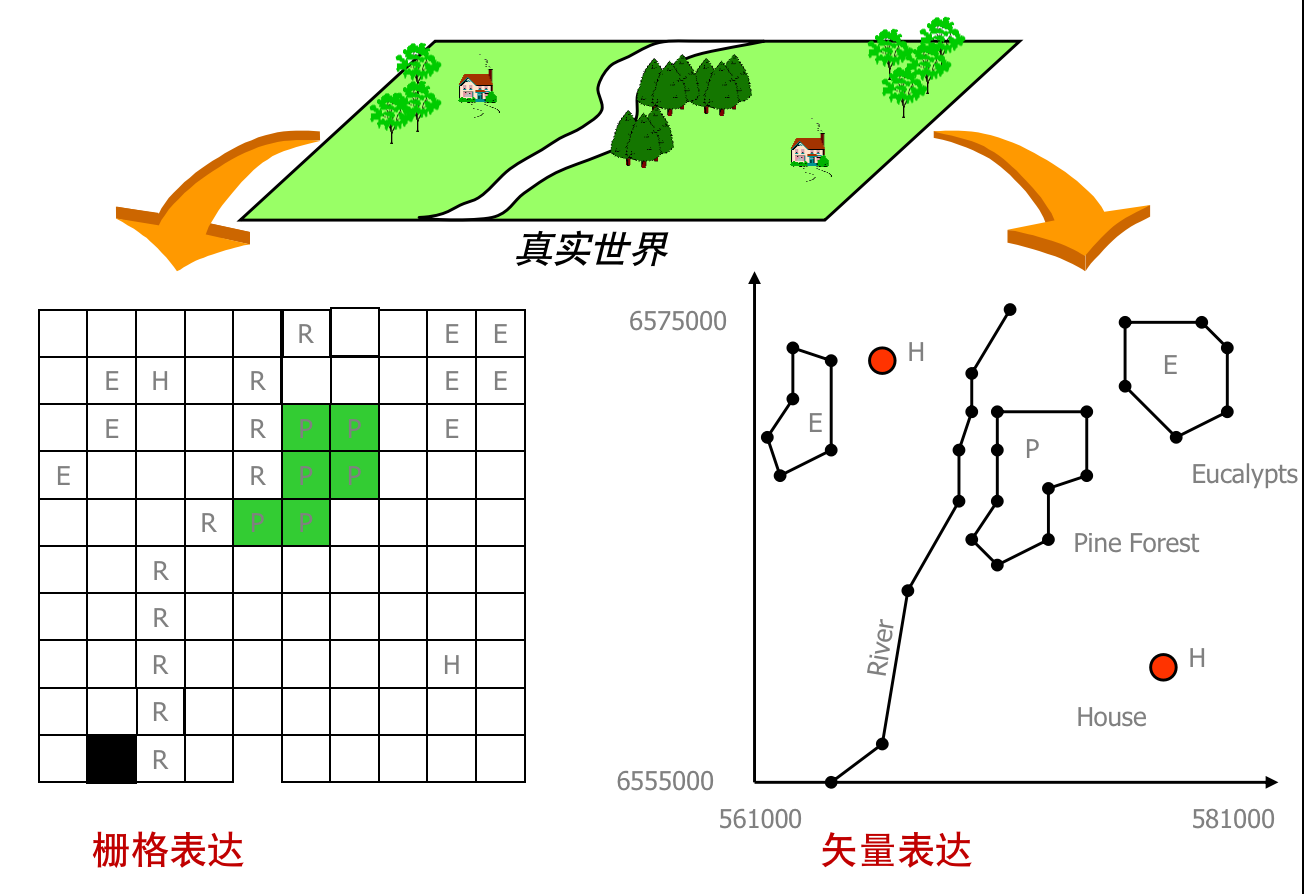 真实世界
R E E
E H R E E
E R P P E
E R P P
R P P
R
R
R H
R
R
栅格表达
6575000
H
E
E
P
Eucalypts
Pine Forest
River
H
House
6555000
561000 581000
矢量表达